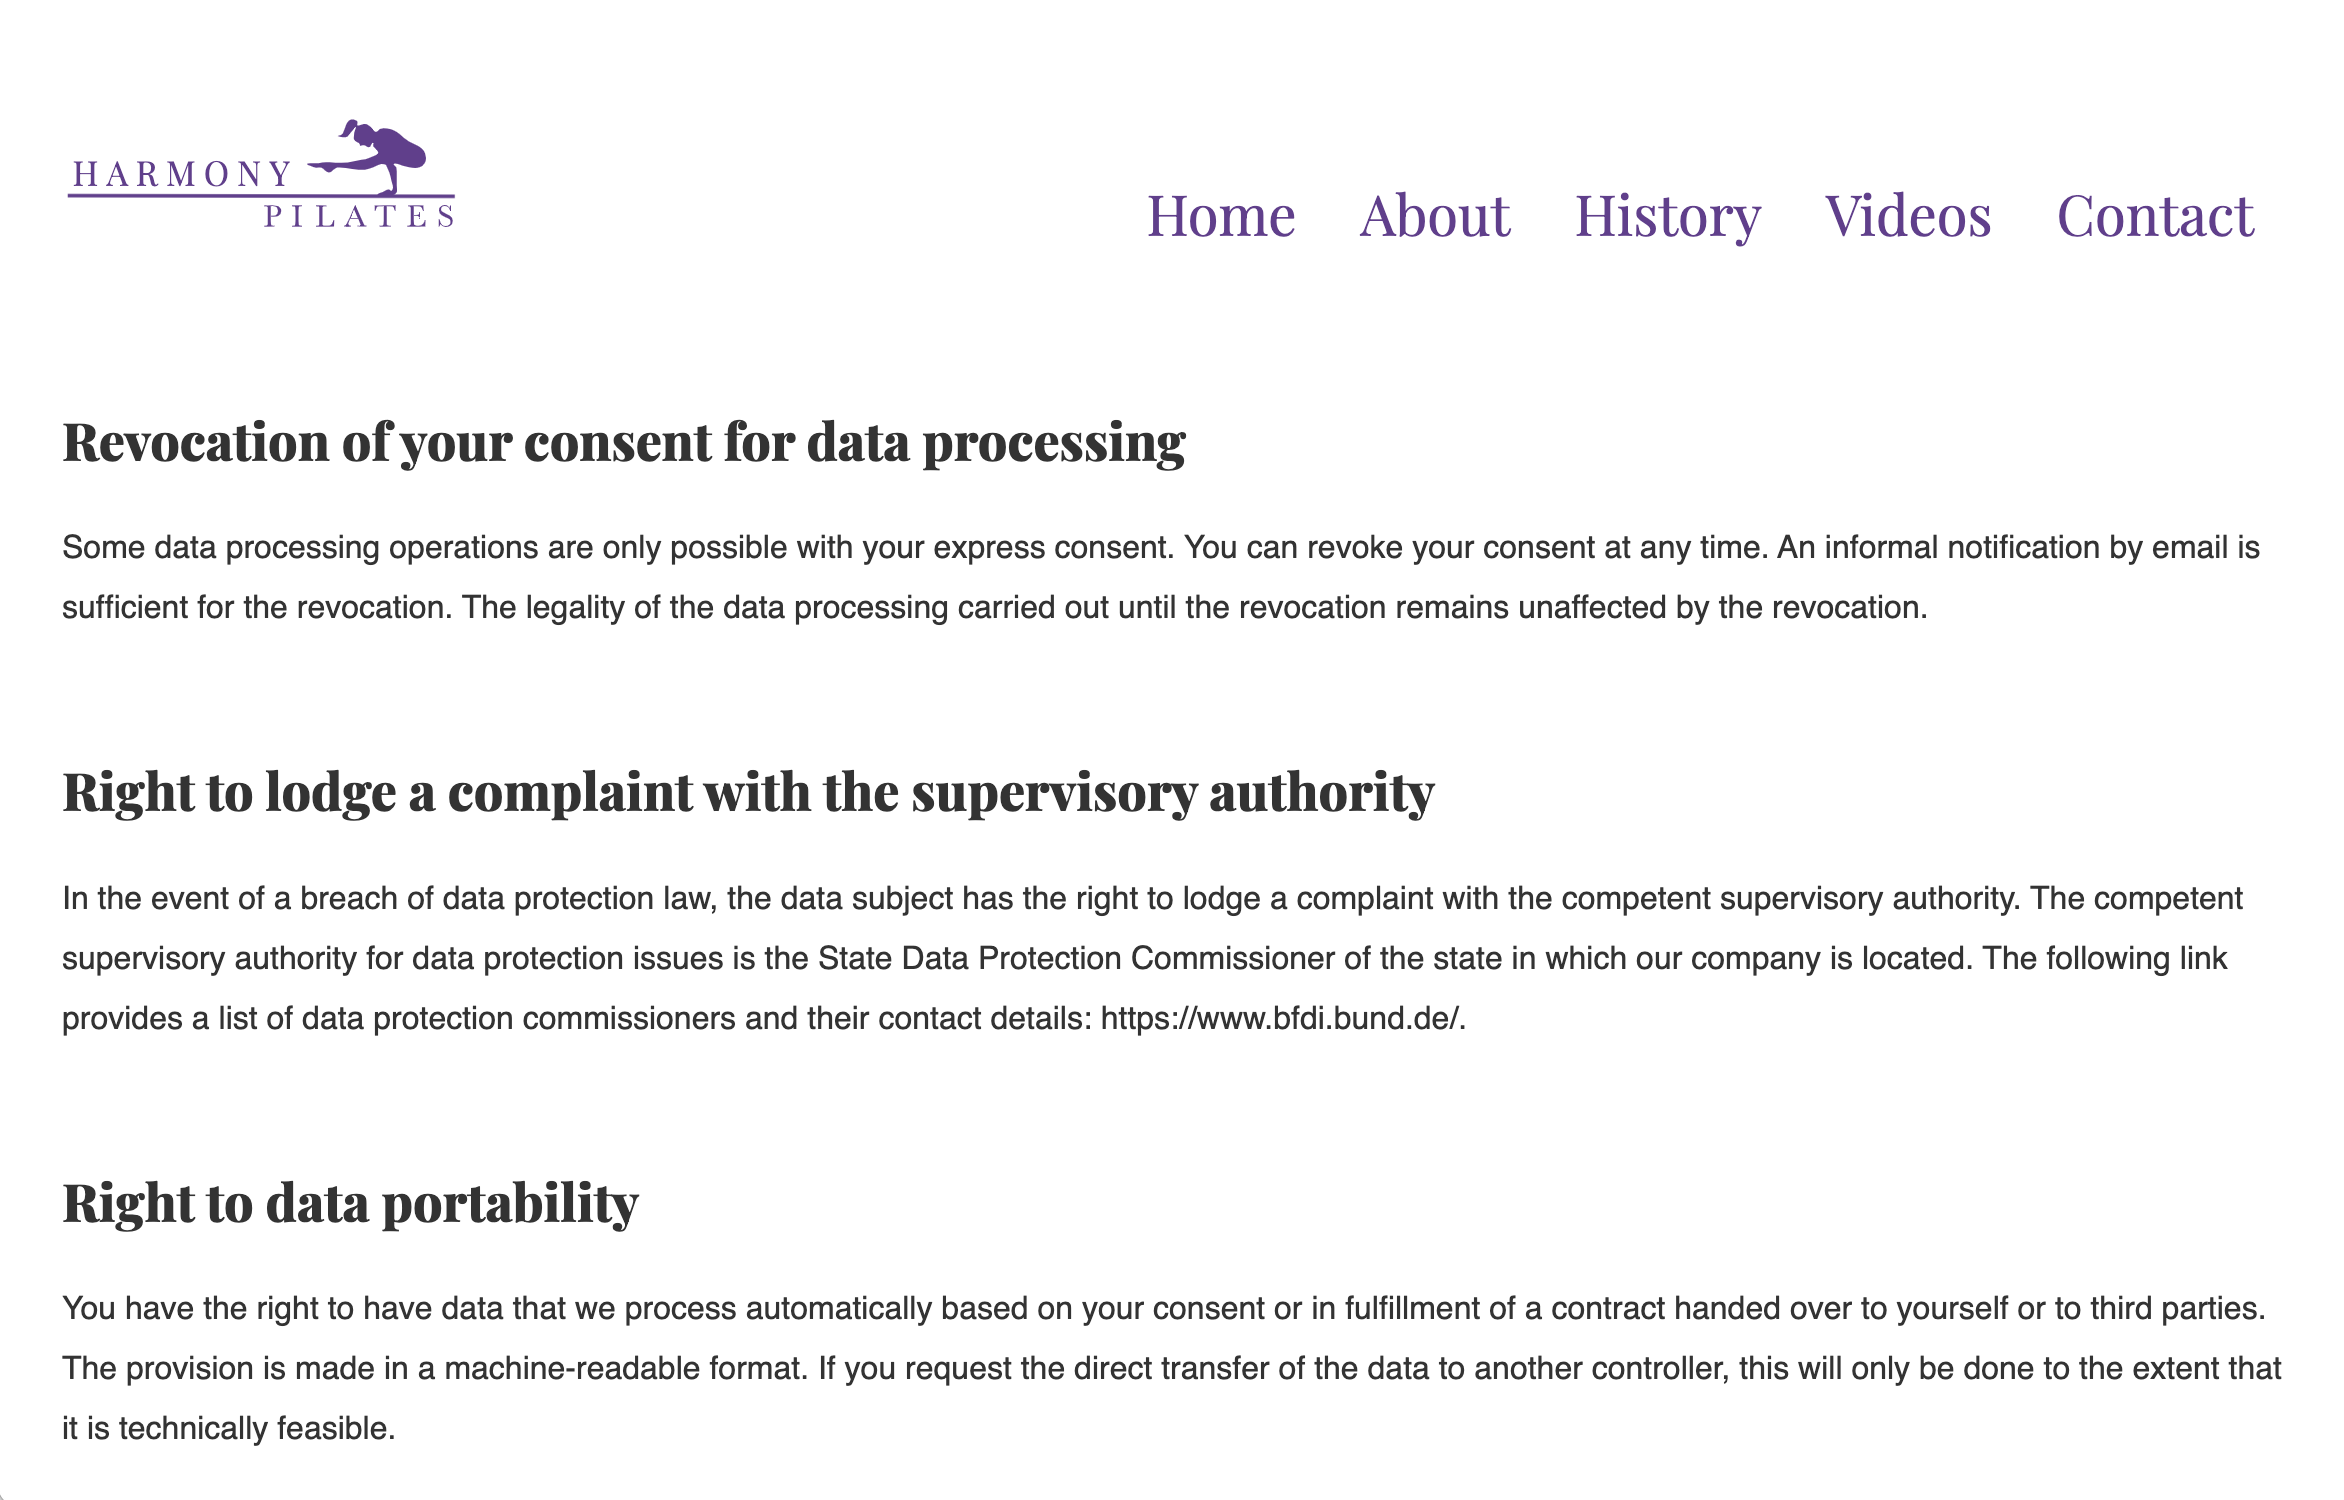 HARMONY
PILATES
Home About History Videos Contact
Revocation of your consent for data processing
Some data processing operations are only possible with your express consent. You can revoke your consent at any time. An informal notification by email is
sufficient for the revocation. The legality of the data processing carried out until the revocation remains unaffected by the revocation.
Right to lodge a complaint with the supervisory authority
In the event of a breach of data protection law, the data subject has the right to lodge a complaint with the competent supervisory authority. The competent
supervisory authority for data protection issues is the State Data Protection Commissioner of the state in which our company is located. The following link
provides a list of data protection commissioners and their contact details: https://www.bfdi.bund.de/.
Right to data portability
You have the right to have data that we process automatically based on your consent or in fulfillment of a contract handed over to yourself or to third parties.
The provision is made in a machine-readable format. If you request the direct transfer of the data to another controller, this will only be done to the extent that
it is technically feasible.